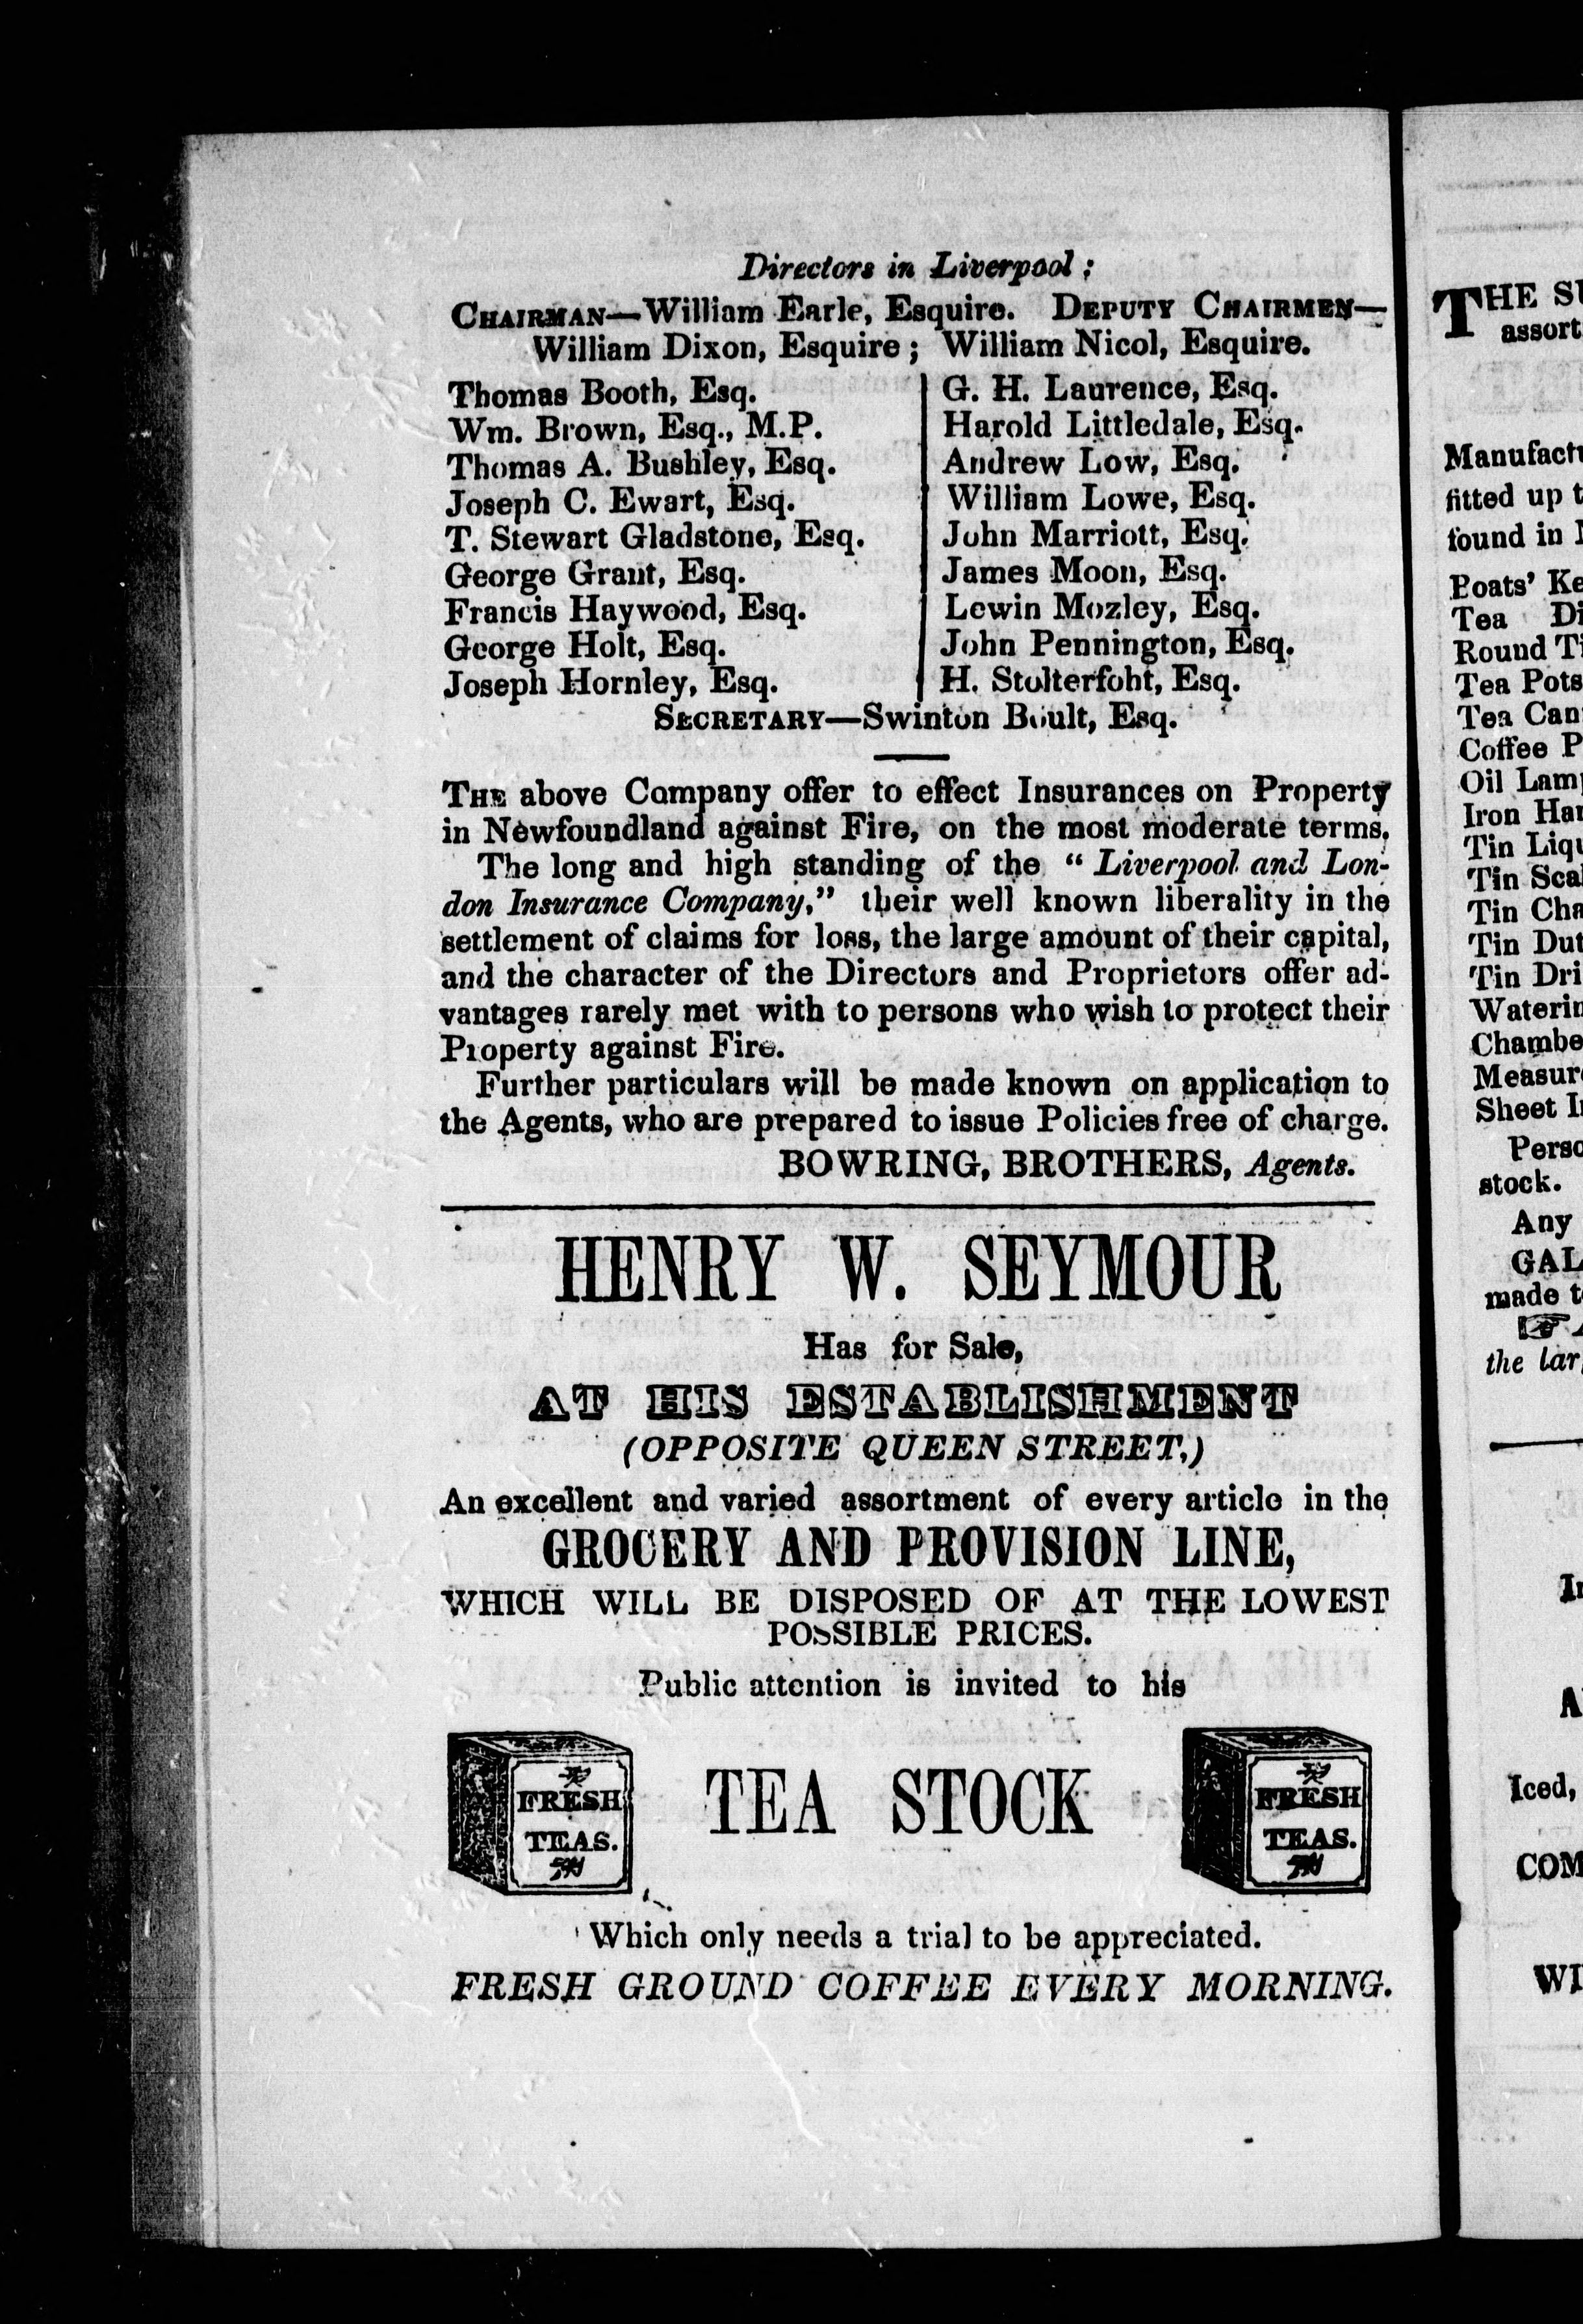 Directors in Liverpool;
CHAIRMAN—William Earle, Esquire. DEPUTY CHAIRMEN—
William Dixon, Esquire; William Nicol, Esquire.
Thomas Booth, Esq.
Wm. Brown, Esq., M.P.
Thomas A. Bushley, Esq.
Joseph C. Ewart, Esq.
T. Stewart Gladstone, Esq.
George Grant, Esq.
Francis Haywood, Esq.
George Holt, Esq.
Joseph Hornley, Esq.
G. H. Laurence, Esq.
Harold Littledale, Esq.
Andrew Low, Esq.
William Lowe, Esq.
John Marriott, Esq.
James Moon, Esq.
Lewin Mozley, Esq.
John Pennington, Esq.
H. Stolterfoht, Esq.
SECRETARY—Swinton Boult, Esq.
THE above Company offer to effect Insurances on Property
in Newfoundland against Fire, on the most moderate terms.
The long and high standing of the "Liverpool and Lon-
don Insurance Company," their well known liberality in the
settlement of claims for loss, the large amount of their capital,
and the character of the Directors and Proprietors offer ad-
vantages rarely met with to persons who wish to protect their
Property against Fire.
Further particulars will be made known on application to
the Agents, who are prepared to issue Policies free of charge.
BOWRING, BROTHERS, Agents.
HENRY W. SEYMOUR
Has for Sale,
AT HIS ESTABLISHMENT
(OPPOSITE QUEEN STREET,)
An excellent and varied assortment of every article in the
GROCERY AND PROVISION LINE,
WHICH WILL BE DISPOSED OF AT THE LOWEST
POSSIBLE PRICES.
Public attention is invited to his
FRESH
TEAS.
TEA STOCK
FRESH
TEAS.
Which only needs a trial to be appreciated.
FRESH GROUND COFFEE EVERY MORNING.
THE
assort
Manufact
fitted up
found in
Boats'
Tea
Round
Tea Pots
Tea Can
Coffee P
Oil Lam
Iron Ha
Tin Liq
Tin Sca
Tin Cha
Tin Dut
Tin Dri
Waterin
Chambe
Measur
Sheet
Perso
stock.
Any
GAL
made
the lar
Iced,
COM
WI